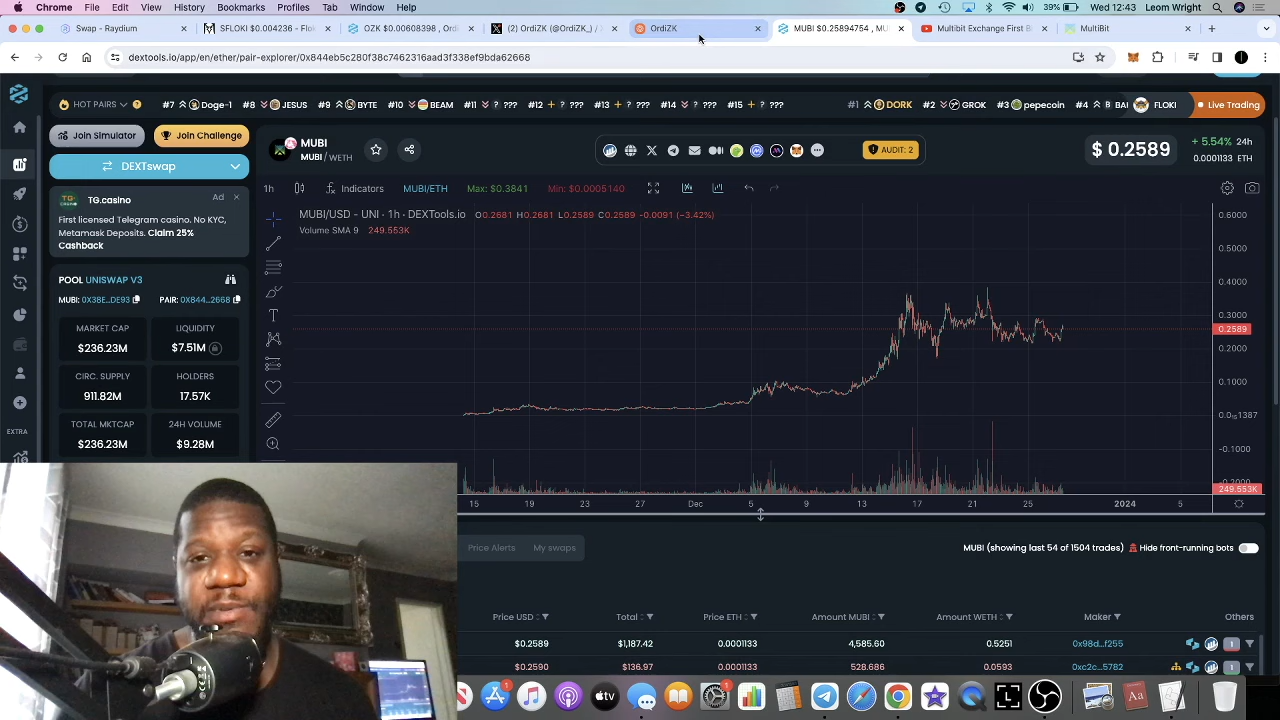 Chrome File Edit View History Bookmarks Profiles Tab Window Help
39% Wed 12:43 Leom Wright
Swap - Raydium
SFLOKI $0.004236 - Flok
OZK $0.00608398 , Ordi
(2) OrdiZK (@OrdiZK_) /
OrdiZK
MUBI $0.25894754 , MU
Multibit Exchange First B
MultiBit
dextools.io/app/en/ether/pair-explorer/0x844eb5c280f38c7462316aad3f338ef9bda62668
HOT PAIRS #7 Doge-1 #8 JESUS #9 BYTE #10 BEAM #11 ??? #12 ??? #13 ??? #14 ??? #15 ??? #1 DORK #2 GROK #3 pepecoin #4 BAI FLOKI Live Trading
Join Simulator Join Challenge
DEXTswap
TG.casino
Ad
First licensed Telegram casino. No KYC,
Metamask Deposits. Claim 25%
Cashback
POOL UNISWAP V3
MUBI: 0X38E...DE93 PAIR: 0X844...2668
MARKET CAP
$236.23M
LIQUIDITY
$7.51M
CIRC. SUPPLY
911.82M
HOLDERS
17.57K
TOTAL MKTCAP
$236.23M
24H VOLUME
$9.28M
EXTRA
MUBI
MUBI / WETH
AUDIT: 2
$ 0.2589
+ 5.54% 24h
0.0001133 ETH
1h Indicators MUBI/ETH Max: $0.3841 Min: $0.0005140
MUBI/USD - UNI · 1h · DEXTools.io O0.2681 H0.2681 L0.2589 C0.2589 -0.0091 (−3.42%)
Volume SMA 9 249.553K
0.6000
0.5000
0.4000
0.3000
0.2589
0.2000
0.1000
0.0₁₅1387
-0.1000
-0.2000
249.553K
15 19 23 27 Dec 5 9 13 17 21 25 2024 5
Price Alerts My swaps
MUBI (showing last 54 of 1504 trades) Hide front-running bots
Price USD Total Price ETH Amount MUBI Amount WETH Maker Others
$0.2589 $1,187.42 0.0001133 4,585.60 0.5251 0x98d...f255 1
$0.2590 $136.97 0.0001133 528.686 0.0593 0xc2c...57B2 1